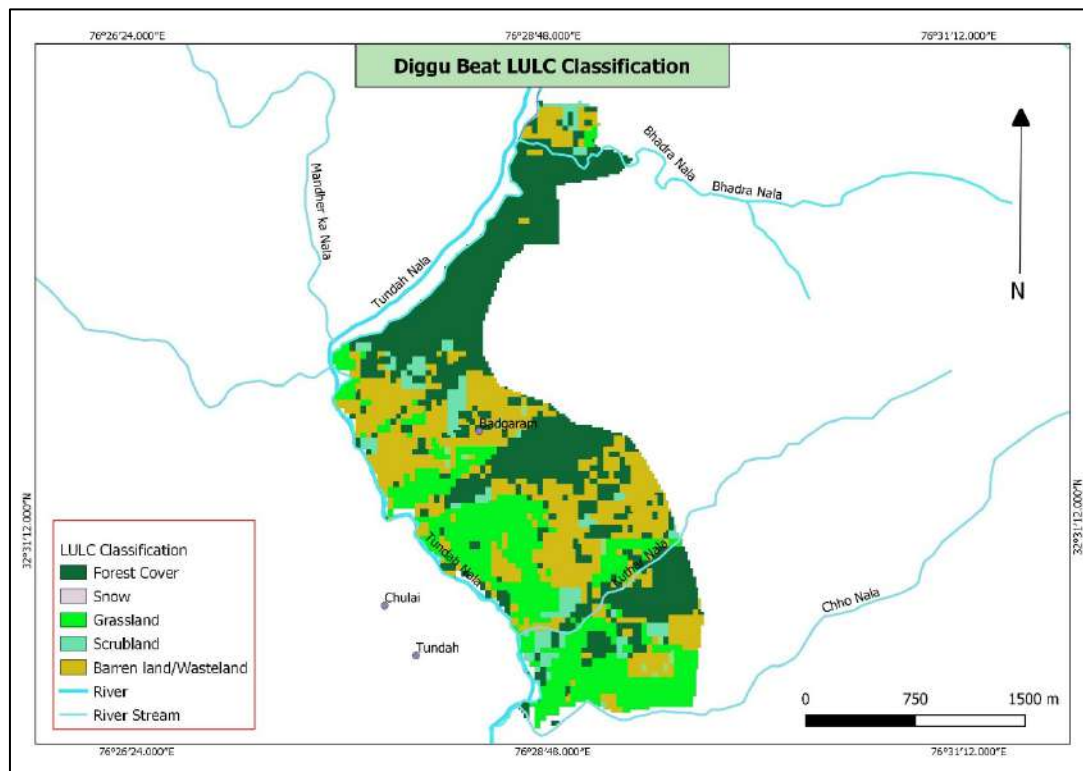 76°26'24.000"E
76°28'48.000"E
76°31'12.000"E
Diggu Beat LULC Classification
Bhadra Nala
Bhadra Nala
Mandher ka Nala
Tundah Nala
N
Badgaram
32°31'12.000"N
32°31'12.000"N
Tundah Nala
Kuthar Nala
Chho Nala
Chulai
Tundah
LULC Classification
Forest Cover
Snow
Grassland
Scrubland
Barren land/Wasteland
River
River Stream
0 750 1500 m
76°26'24.000"E
76°28'48.000"E
76°31'12.000"E